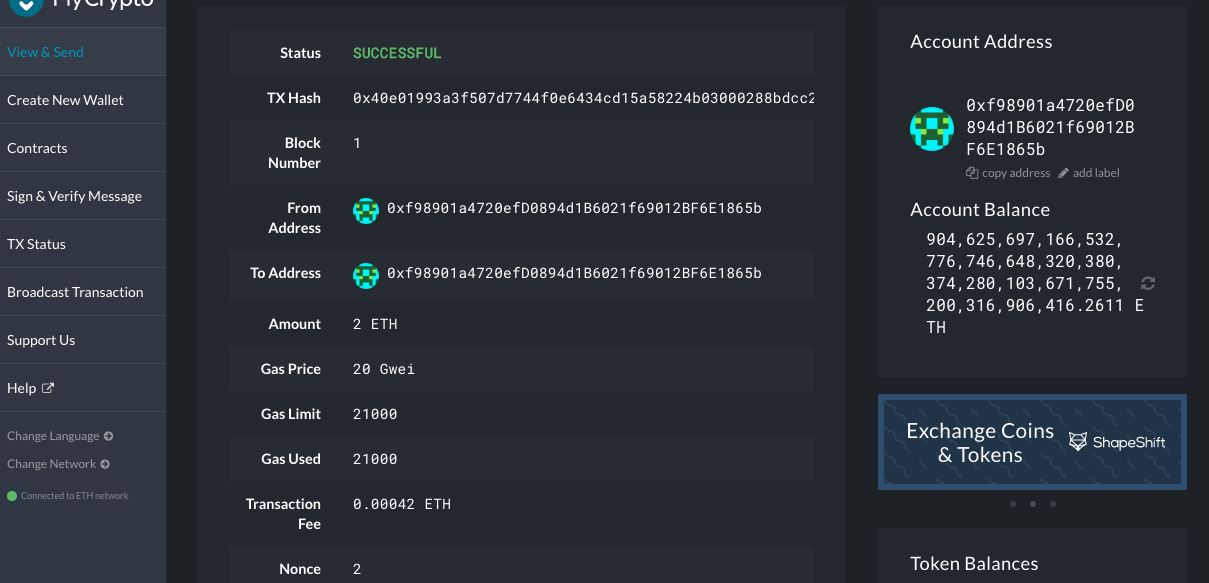 MyCrypto
View & Send
Create New Wallet
Contracts
Sign & Verify Message
TX Status
Broadcast Transaction
Support Us
Help
Change Language
Change Network
Connected to ETH network
Status SUCCESSFUL
TX Hash 0x40e01993a3f507d7744f0e6434cd15a58224b03000288bdcc2
Block
Number 1
From
Address 0xf98901a4720efD0894d1B6021f69012BF6E1865b
To Address 0xf98901a4720efD0894d1B6021f69012BF6E1865b
Amount 2 ETH
Gas Price 20 Gwei
Gas Limit 21000
Gas Used 21000
Transaction
Fee 0.00042 ETH
Nonce 2
Account Address
0xf98901a4720efD0
894d1B6021f69012B
F6E1865b
copy address add label
Account Balance
904,625,697,166,532,
776,746,648,320,380,
374,280,103,671,755,
200,316,906,416.2611 E
TH
Exchange Coins
& Tokens
ShapeShift
Token Balances